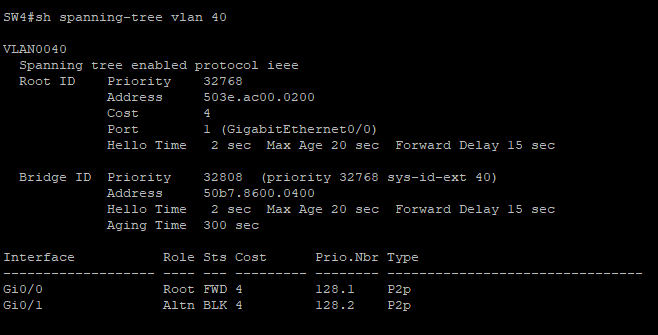 SW4#sh spanning-tree vlan 40
VLAN0040
Spanning tree enabled protocol ieee
Root ID Priority 32768
Address 503e.ac00.0200
Cost 4
Port 1 (GigabitEthernet0/0)
Hello Time 2 sec Max Age 20 sec Forward Delay 15 sec
Bridge ID Priority 32808 (priority 32768 sys-id-ext 40)
Address 50b7.8600.0400
Hello Time 2 sec Max Age 20 sec Forward Delay 15 sec
Aging Time 300 sec
Interface Role Sts Cost Prio.Nbr Type
------------------- ---- --- --------- -------- --------------------------------
Gi0/0 Root FWD 4 128.1 P2p
Gi0/1 Altn BLK 4 128.2 P2p